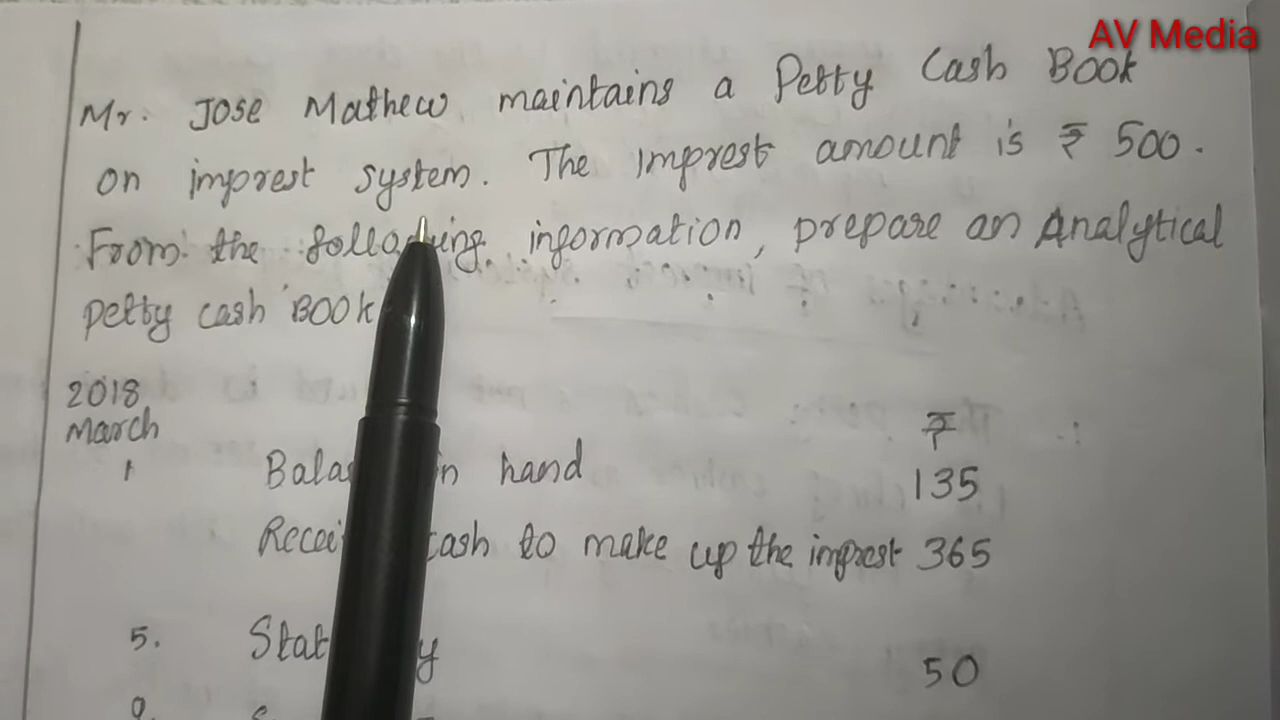 AV Media
Mr. Jose Mathew maintains a Petty Cash Book
on imprest system. The imprest amount is ₹ 500.
From the following information, prepare an Analytical
petty cash Book
2018
March ₹
1 in hand 135
cash to make up the imprest 365
5. 50